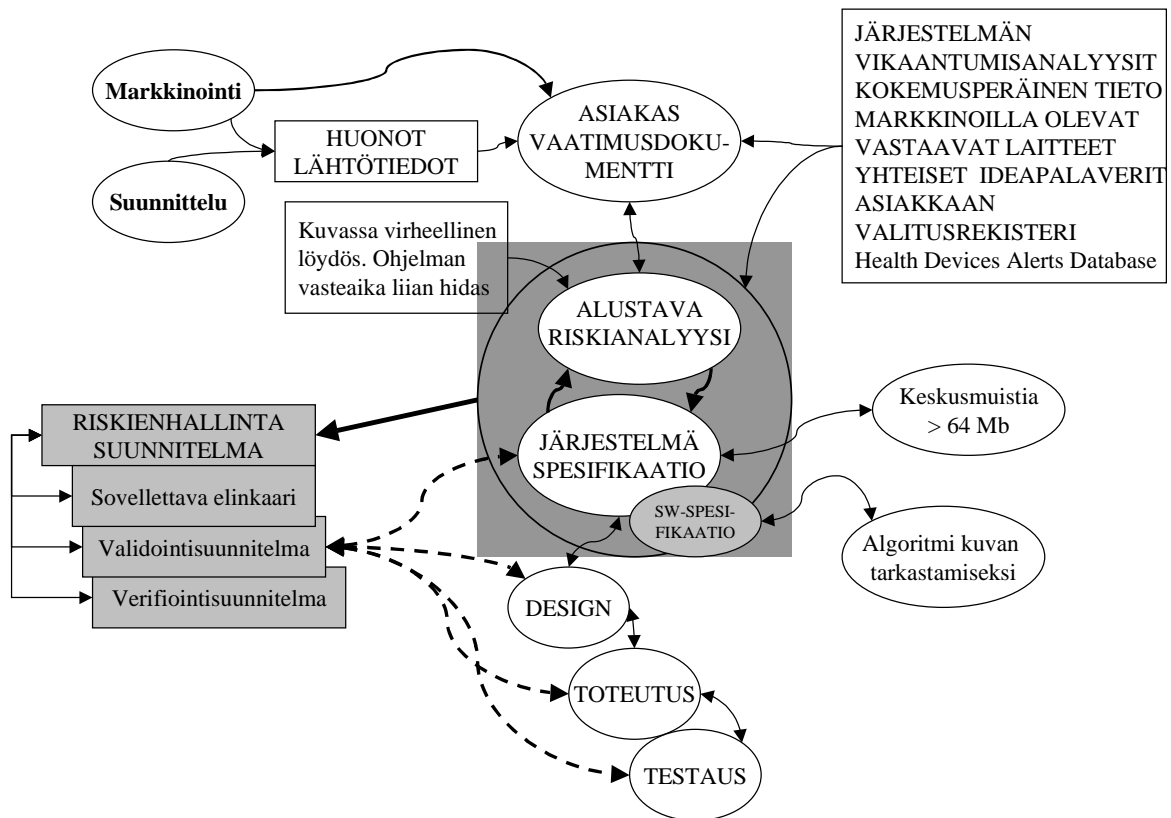 Markkinointi
Suunnittelu
HUONOT
LÄHTÖTIEDOT
ASIAKAS
VAATIMUSDOKU-
MENTTI
JÄRJESTELMÄN
VIKAANTUMISANALYYSIT
KOKEMUSPERÄINEN TIETO
MARKKINOILLA OLEVAT
VASTAAVAT LAITTEET
YHTEISET IDEAPALAVERIT
ASIAKKAAN
VALITUSREKISTERI
Health Devices Alerts Database
Kuvassa virheellinen
löydös. Ohjelman
vasteaika liian hidas
ALUSTAVA
RISKIANALYYSI
JÄRJESTELMÄ
SPESIFIKAATIO
SW-SPESI-
FIKAATIO
Keskusmuistia
> 64 Mb
Algoritmi kuvan
tarkastamiseksi
RISKIENHALLINTA
SUUNNITELMA
Sovellettava elinkaari
Validointisuunnitelma
Verifiointisuunnitelma
DESIGN
TOTEUTUS
TESTAUS